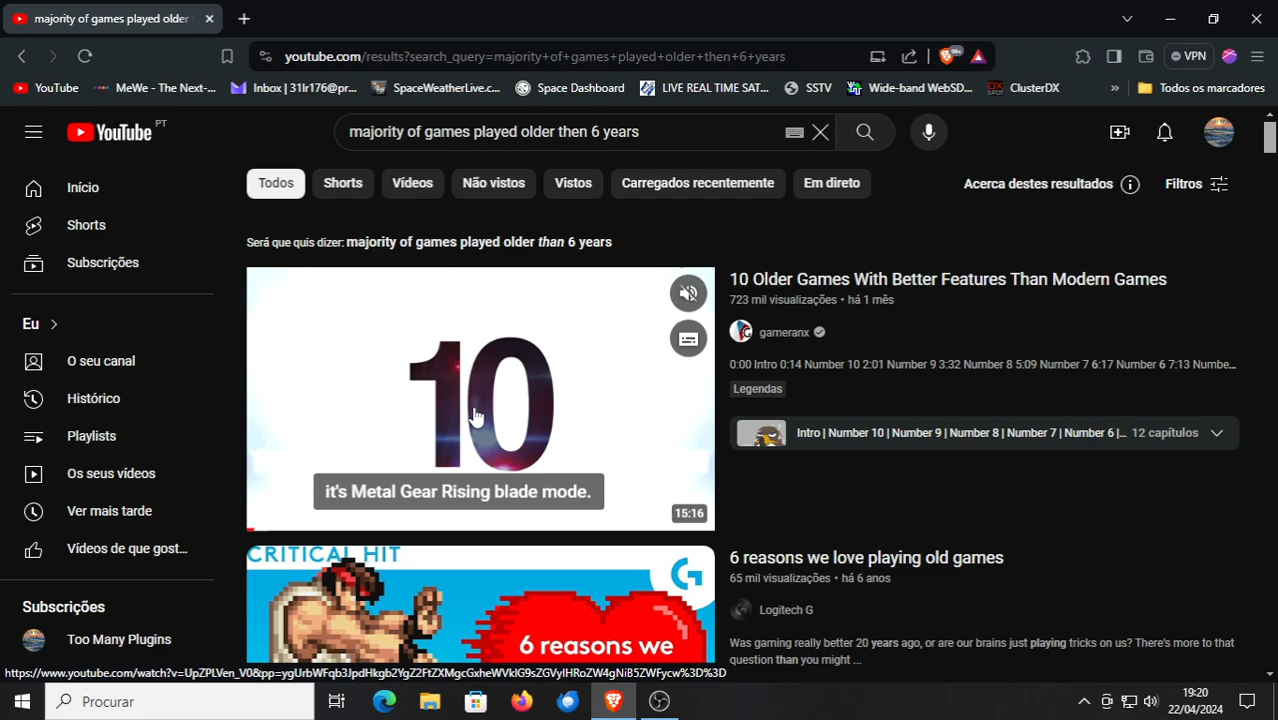 majority of games played older
youtube.com/results?search_query=majority+of+games+played+older+then+6+years
VPN
YouTube
MeWe - The Next-...
Inbox | 31lr176@pr...
SpaceWeatherLive.c...
Space Dashboard
LIVE REAL TIME SAT...
SSTV
Wide-band WebSD...
ClusterDX
»
Todos os marcadores
YouTube PT
majority of games played older then 6 years
Todos
Shorts
Vídeos
Não vistos
Vistos
Carregados recentemente
Em direto
Acerca destes resultados
Filtros
Início
Shorts
Subscrições
Eu
O seu canal
Histórico
Playlists
Os seus vídeos
Ver mais tarde
Vídeos de que gost...
Subscrições
Too Many Plugins
Será que quis dizer: majority of games played older than 6 years
10
it's Metal Gear Rising blade mode.
15:16
10 Older Games With Better Features Than Modern Games
723 mil visualizações • há 1 mês
gameranx
0:00 Intro 0:14 Number 10 2:01 Number 9 3:32 Number 8 5:09 Number 7 6:17 Number 6 7:13 Numbe...
Legendas
Intro | Number 10 | Number 9 | Number 8 | Number 7 | Number 6 |... 12 capítulos
CRITICAL HIT
G
6 reasons we
6 reasons we love playing old games
65 mil visualizações • há 6 anos
Logitech G
Was gaming really better 20 years ago, or are our brains just playing tricks on us? There's more to that
question than you might ...
Procurar
19:20
22/04/2024